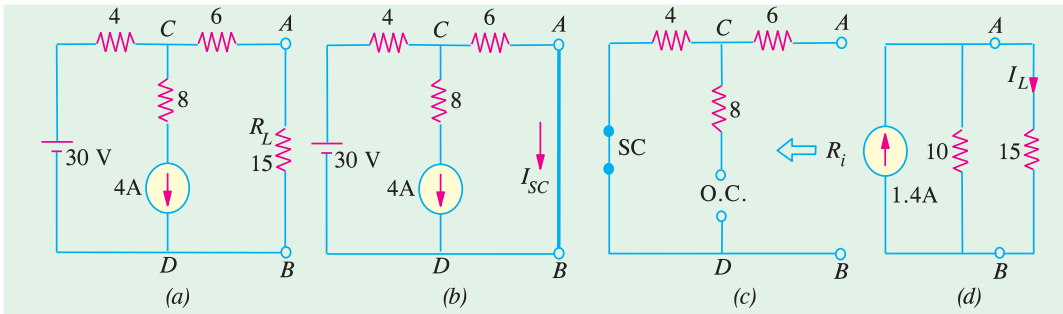 4 C 6 A
8
30 V
R_L
15
4A
D B
(a)
4 C 6 A
8
30 V
I_SC
4A
D B
(b)
4 C 6 A
8
SC
R_i
O.C.
D B
(c)
A
I_L
10 15
1.4A
B
(d)